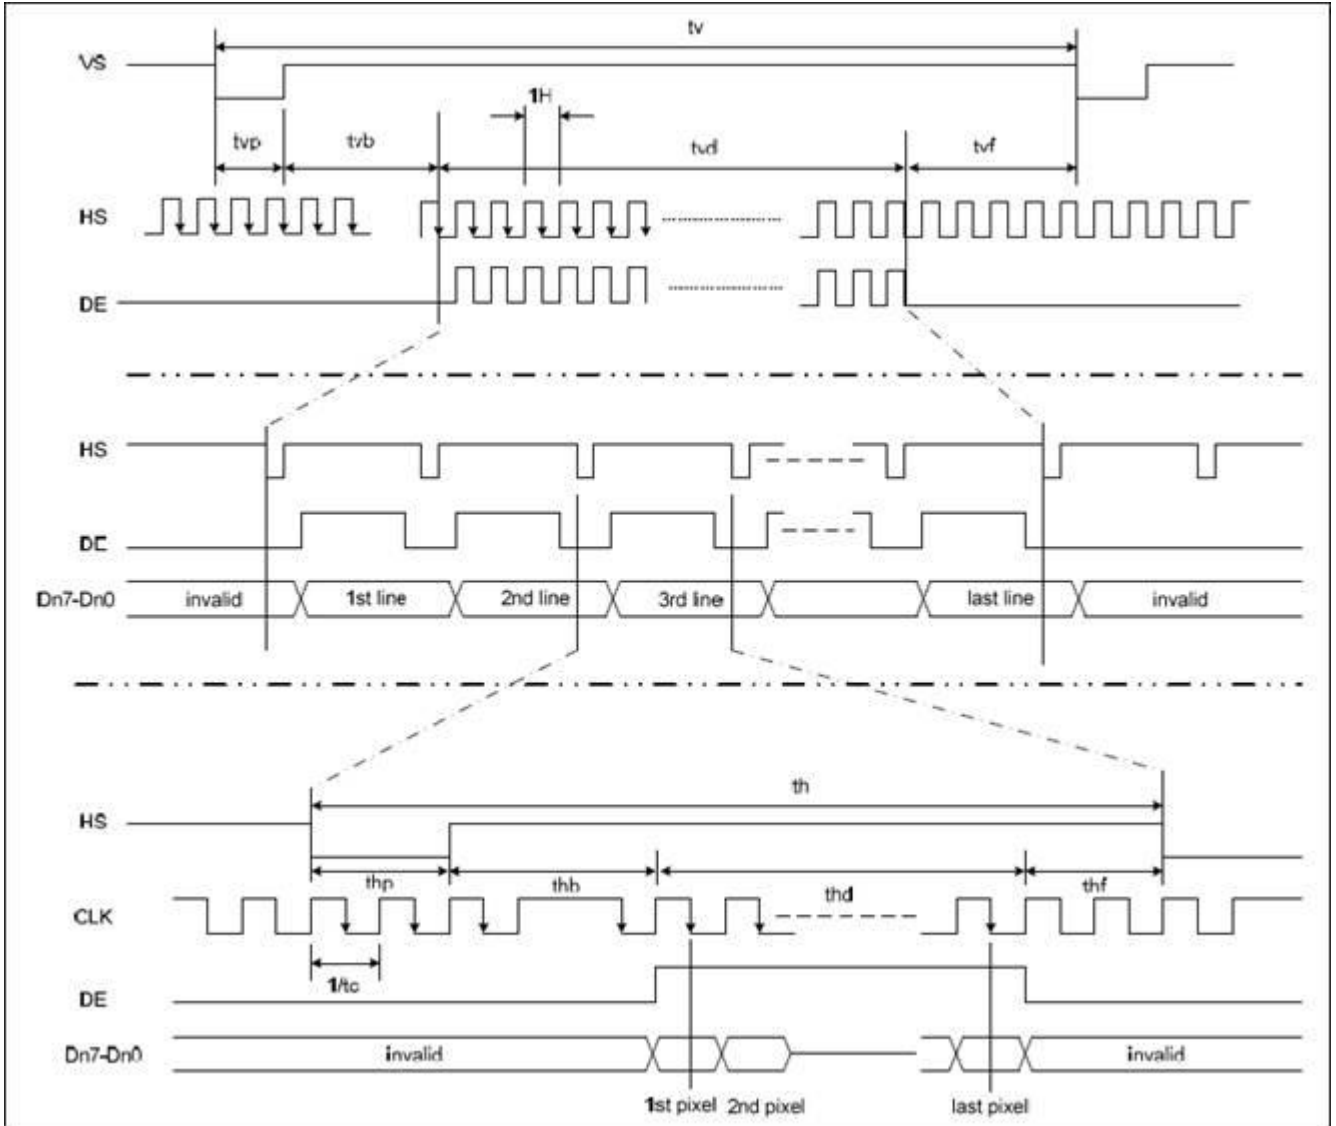 tv
VS
1H
tvp
tvb
tvd
tvf
HS
DE
HS
DE
Dn7-Dn0
invalid
1st line
2nd line
3rd line
last line
invalid
th
HS
thp
thb
thd
thf
CLK
1/tc
DE
Dn7-Dn0
invalid
invalid
1st pixel
2nd pixel
last pixel